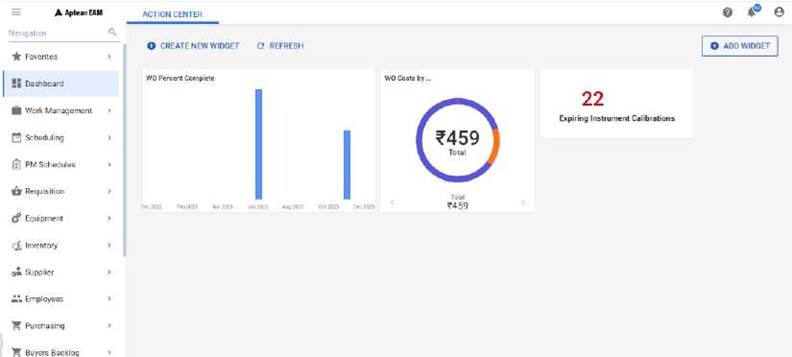 Aptean EAM
ACTION CENTER
Navigation
Favorites
Dashboard
Work Management
Scheduling
PM Schedules
Requisition
Equipment
Inventory
Supplier
Employees
Purchasing
Buyers Backlog
CREATE NEW WIDGET
REFRESH
ADD WIDGET
WO Percent Complete
Dec 2022
Feb 2023
Apr 2023
Jun 2023
Aug 2023
Oct 2023
Dec 2023
WO Costs by ...
₹459
Total
Total
₹459
22
Expiring Instrument Calibrations